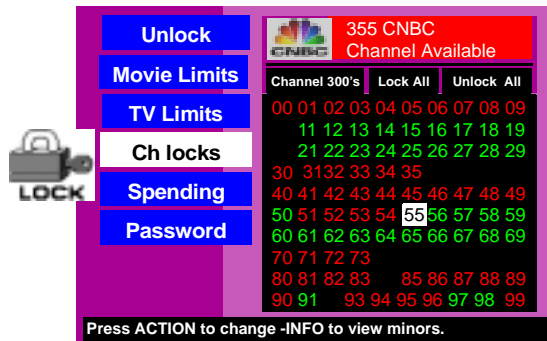 Unlock
Movie Limits
TV Limits
Ch locks
Spending
Password
LOCK
CNBC
355 CNBC
Channel Available
Channel 300's Lock All Unlock All
00 01 02 03 04 05 06 07 08 09
11 12 13 14 15 16 17 18 19
21 22 23 24 25 26 27 28 29
30 3132 33 34 35
40 41 42 43 44 45 46 47 48 49
50 51 52 53 54 55 56 57 58 59
60 61 62 63 64 65 66 67 68 69
70 71 72 73
80 81 82 83 85 86 87 88 89
90 91 93 94 95 96 97 98 99
Press ACTION to change -INFO to view minors.